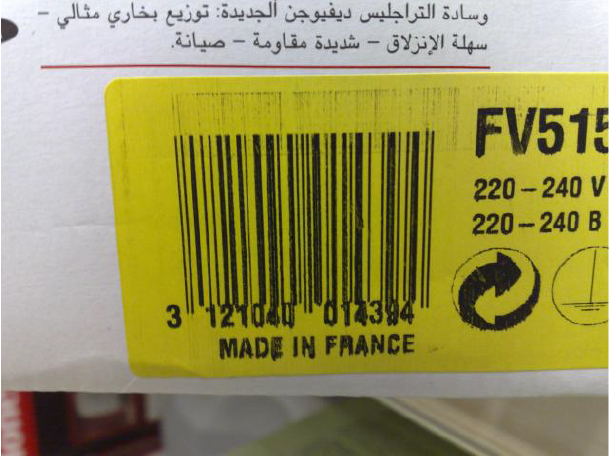 وسادة التراجليس ديفيوجن الجديدة: توزيع بخاري مثالي –
سهلة الإنزلاق – شديدة مقاومة – صيانة.
FV515
220 – 240 V
220 – 240 В
3 121040 014394
MADE IN FRANCE